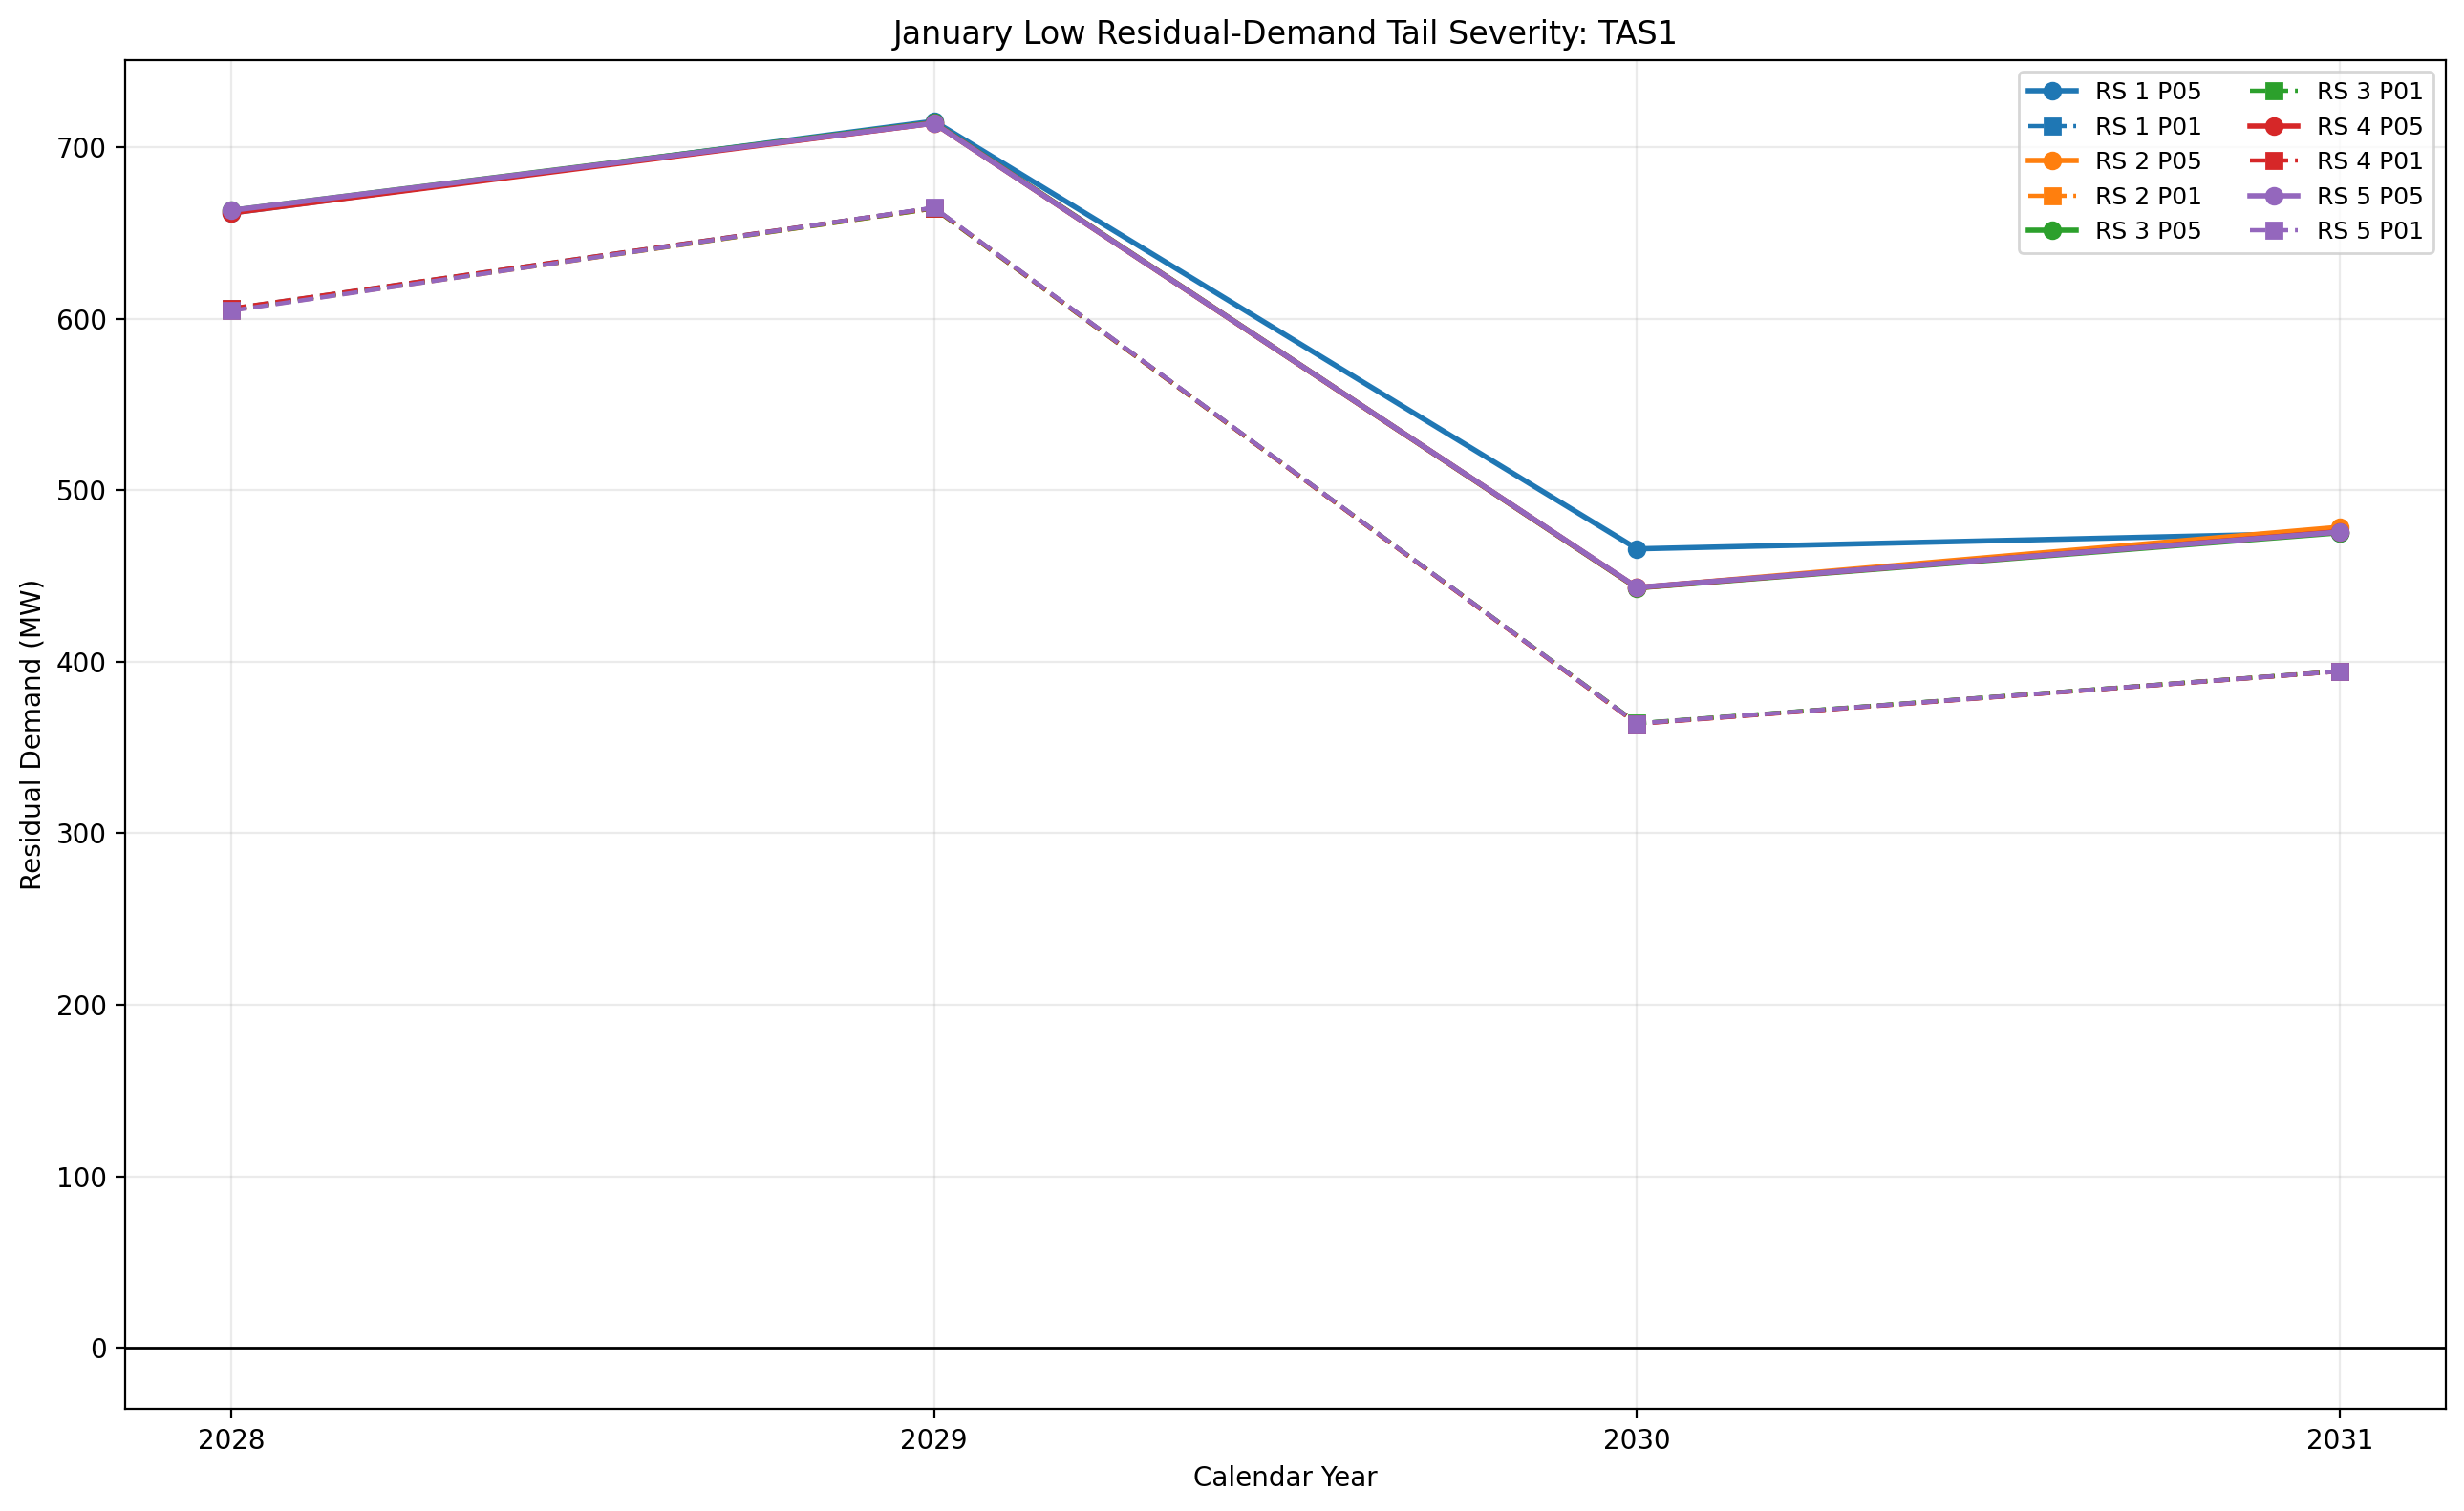 January Low Residual-Demand Tail Severity: TAS1
RS 1 P05
RS 1 P01
RS 2 P05
RS 2 P01
RS 3 P05
RS 3 P01
RS 4 P05
RS 4 P01
RS 5 P05
RS 5 P01
Residual Demand (MW)
700
600
500
400
300
200
100
0
2028
2029
2030
2031
Calendar Year